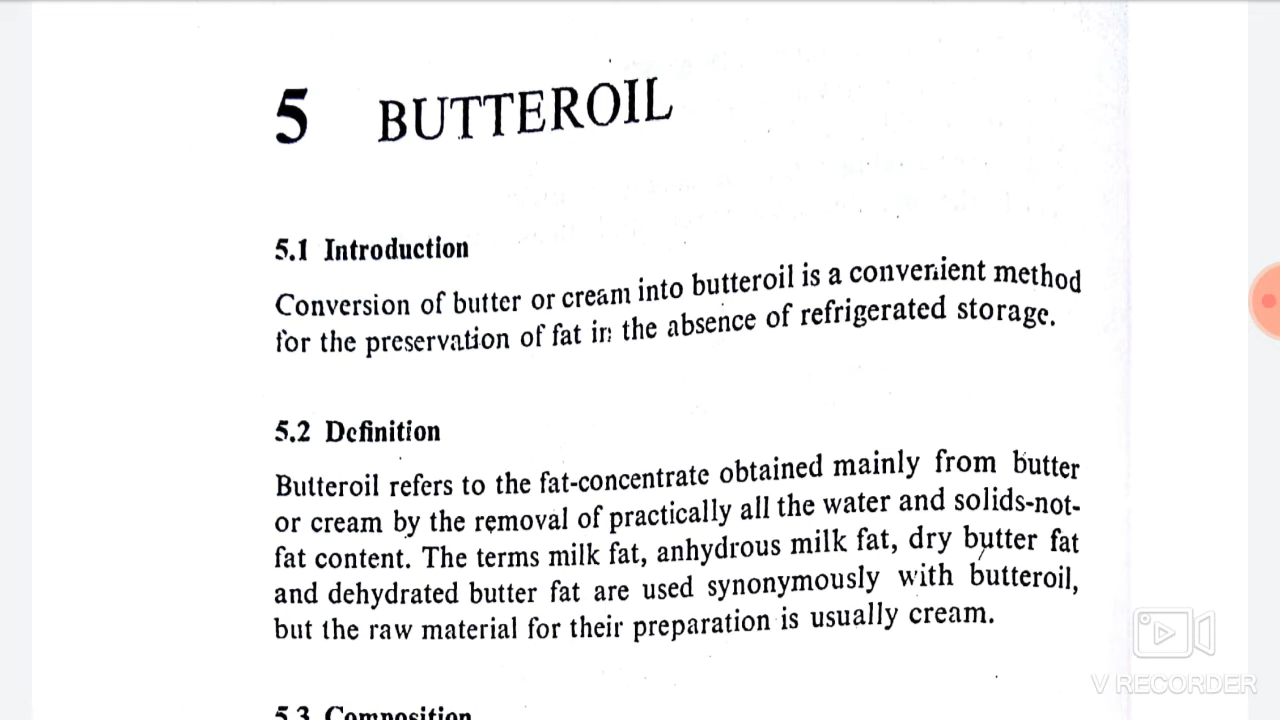 5 BUTTEROIL
5.1 Introduction
Conversion of butter or cream into butteroil is a convenient method
for the preservation of fat in the absence of refrigerated storage.
5.2 Definition
Butteroil refers to the fat-concentrate obtained mainly from butter
or cream by the removal of practically all the water and solids-not-
fat content. The terms milk fat, anhydrous milk fat, dry butter fat
and dehydrated butter fat are used synonymously with butteroil,
but the raw material for their preparation is usually cream.
5.3 Composition
V RECORDER